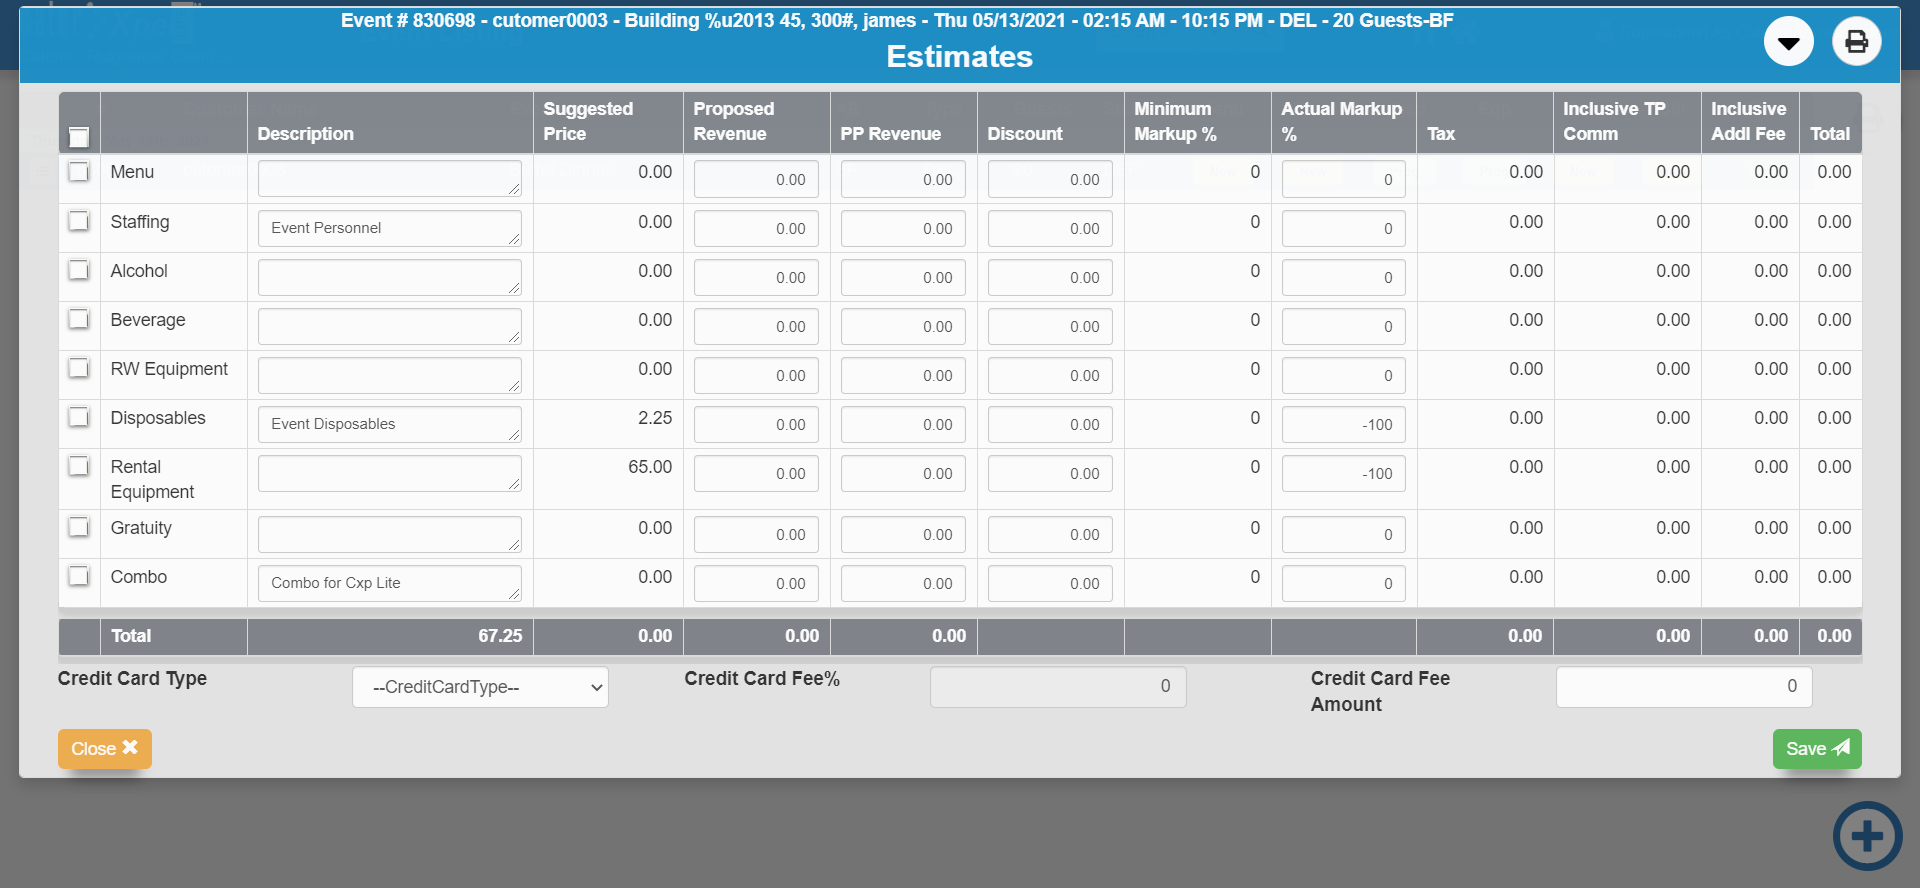 Event # 830698 - cutomer0003 - Building %u2013 45, 300#, james - Thu 05/13/2021 - 02:15 AM - 10:15 PM - DEL - 20 Guests-BF
Estimates
Description Suggested Price Proposed Revenue PP Revenue Discount Minimum Markup % Actual Markup % Tax Inclusive TP Comm Inclusive Addl Fee Total
Menu 0.00 0.00 0.00 0.00 0 0 0.00 0.00 0.00 0.00
Staffing Event Personnel 0.00 0.00 0.00 0.00 0 0 0.00 0.00 0.00 0.00
Alcohol 0.00 0.00 0.00 0.00 0 0 0.00 0.00 0.00 0.00
Beverage 0.00 0.00 0.00 0.00 0 0 0.00 0.00 0.00 0.00
RW Equipment 0.00 0.00 0.00 0.00 0 0 0.00 0.00 0.00 0.00
Disposables Event Disposables 2.25 0.00 0.00 0.00 0 -100 0.00 0.00 0.00 0.00
Rental Equipment 65.00 0.00 0.00 0.00 0 -100 0.00 0.00 0.00 0.00
Gratuity 0.00 0.00 0.00 0.00 0 0 0.00 0.00 0.00 0.00
Combo Combo for Cxp Lite 0.00 0.00 0.00 0.00 0 0 0.00 0.00 0.00 0.00
Total 67.25 0.00 0.00 0.00 0.00 0.00 0.00 0.00
Credit Card Type --CreditCardType-- Credit Card Fee% 0 Credit Card Fee Amount 0
Close Save